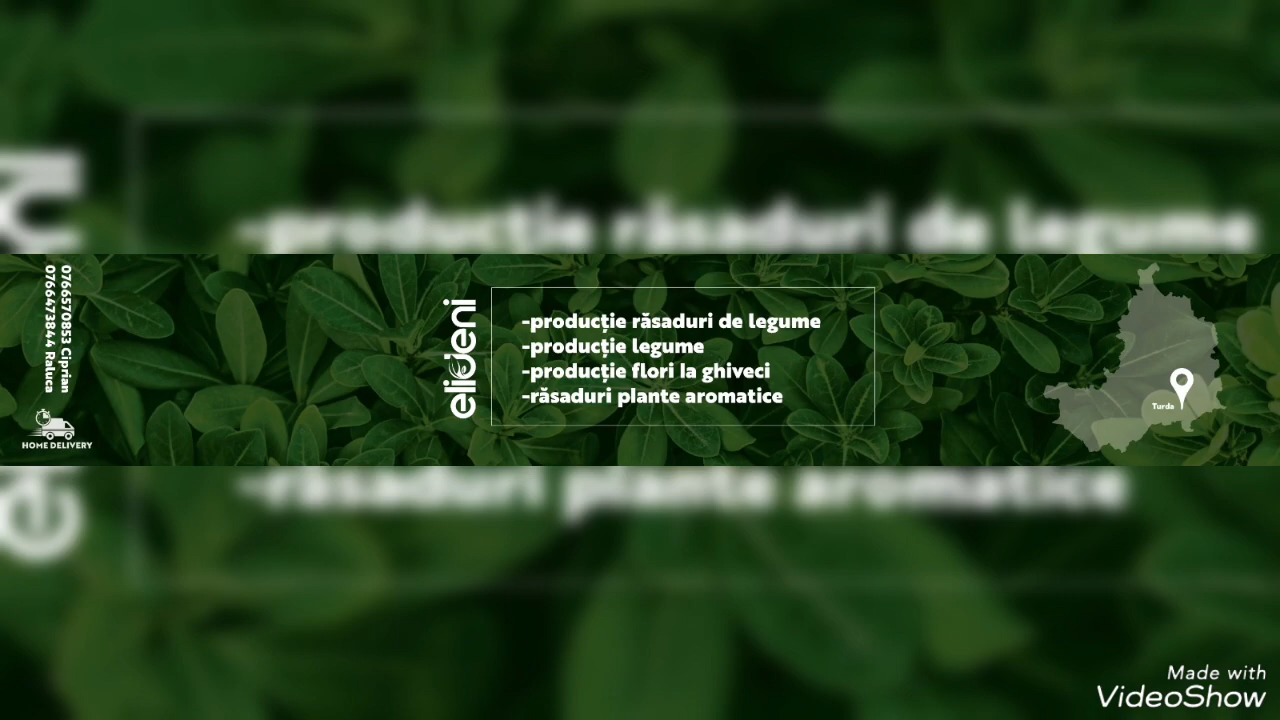 -producție răsaduri de legume
0766570853 Ciprian
0766473844 Raluca
HOME DELIVERY
elideni
-producție răsaduri de legume
-producție legume
-producție flori la ghiveci
-răsaduri plante aromatice
Turda
-răsaduri plante aromatice
Made with
VideoShow